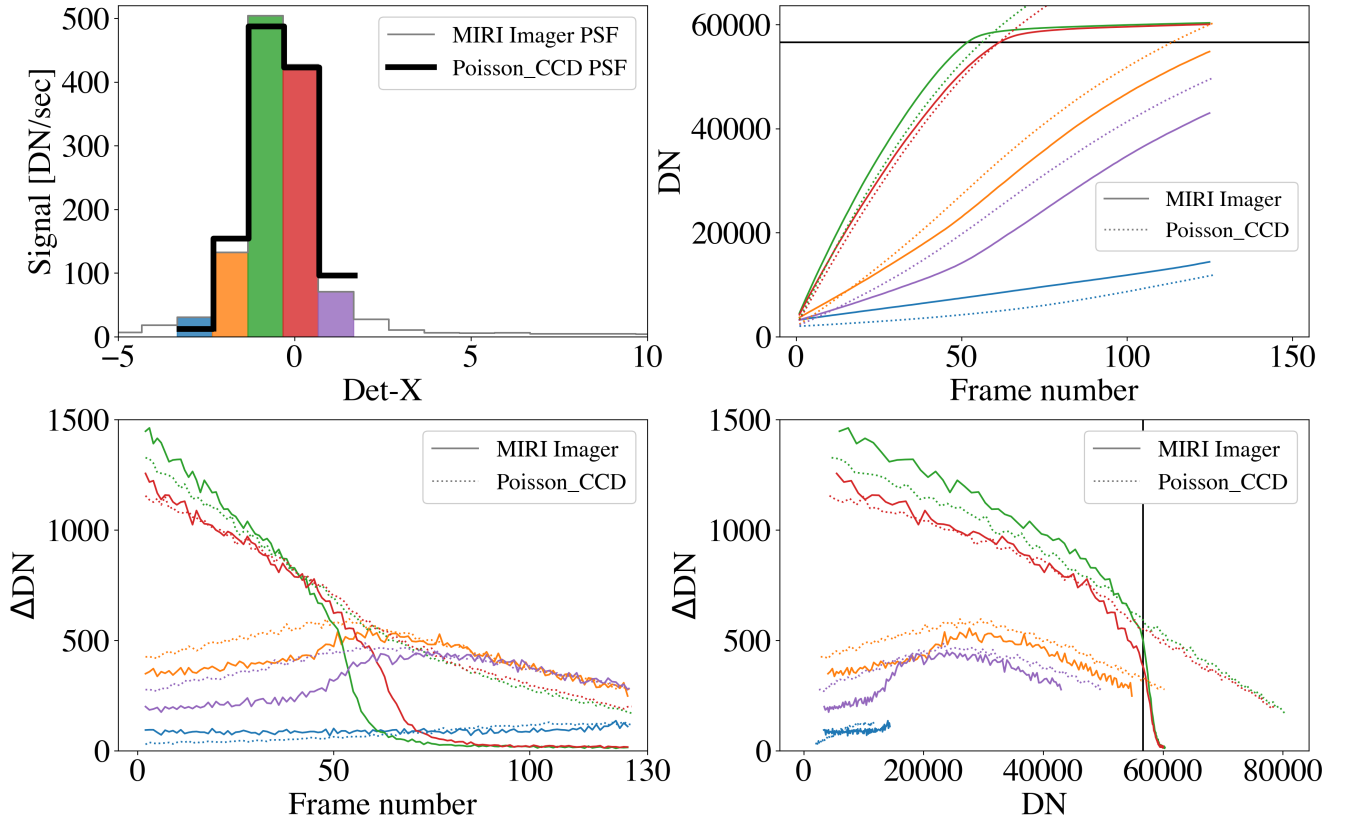 500
400
300
200
100
0
Signal [DN/sec]
MIRI Imager PSF
Poisson_CCD PSF
−5
0
5
10
Det-X
60000
40000
20000
0
DN
MIRI Imager
Poisson_CCD
0
50
100
150
Frame number
1500
1000
500
0
ΔDN
MIRI Imager
Poisson_CCD
0
50
100
130
Frame number
1500
1000
500
0
ΔDN
MIRI Imager
Poisson_CCD
0
20000
40000
60000
80000
DN